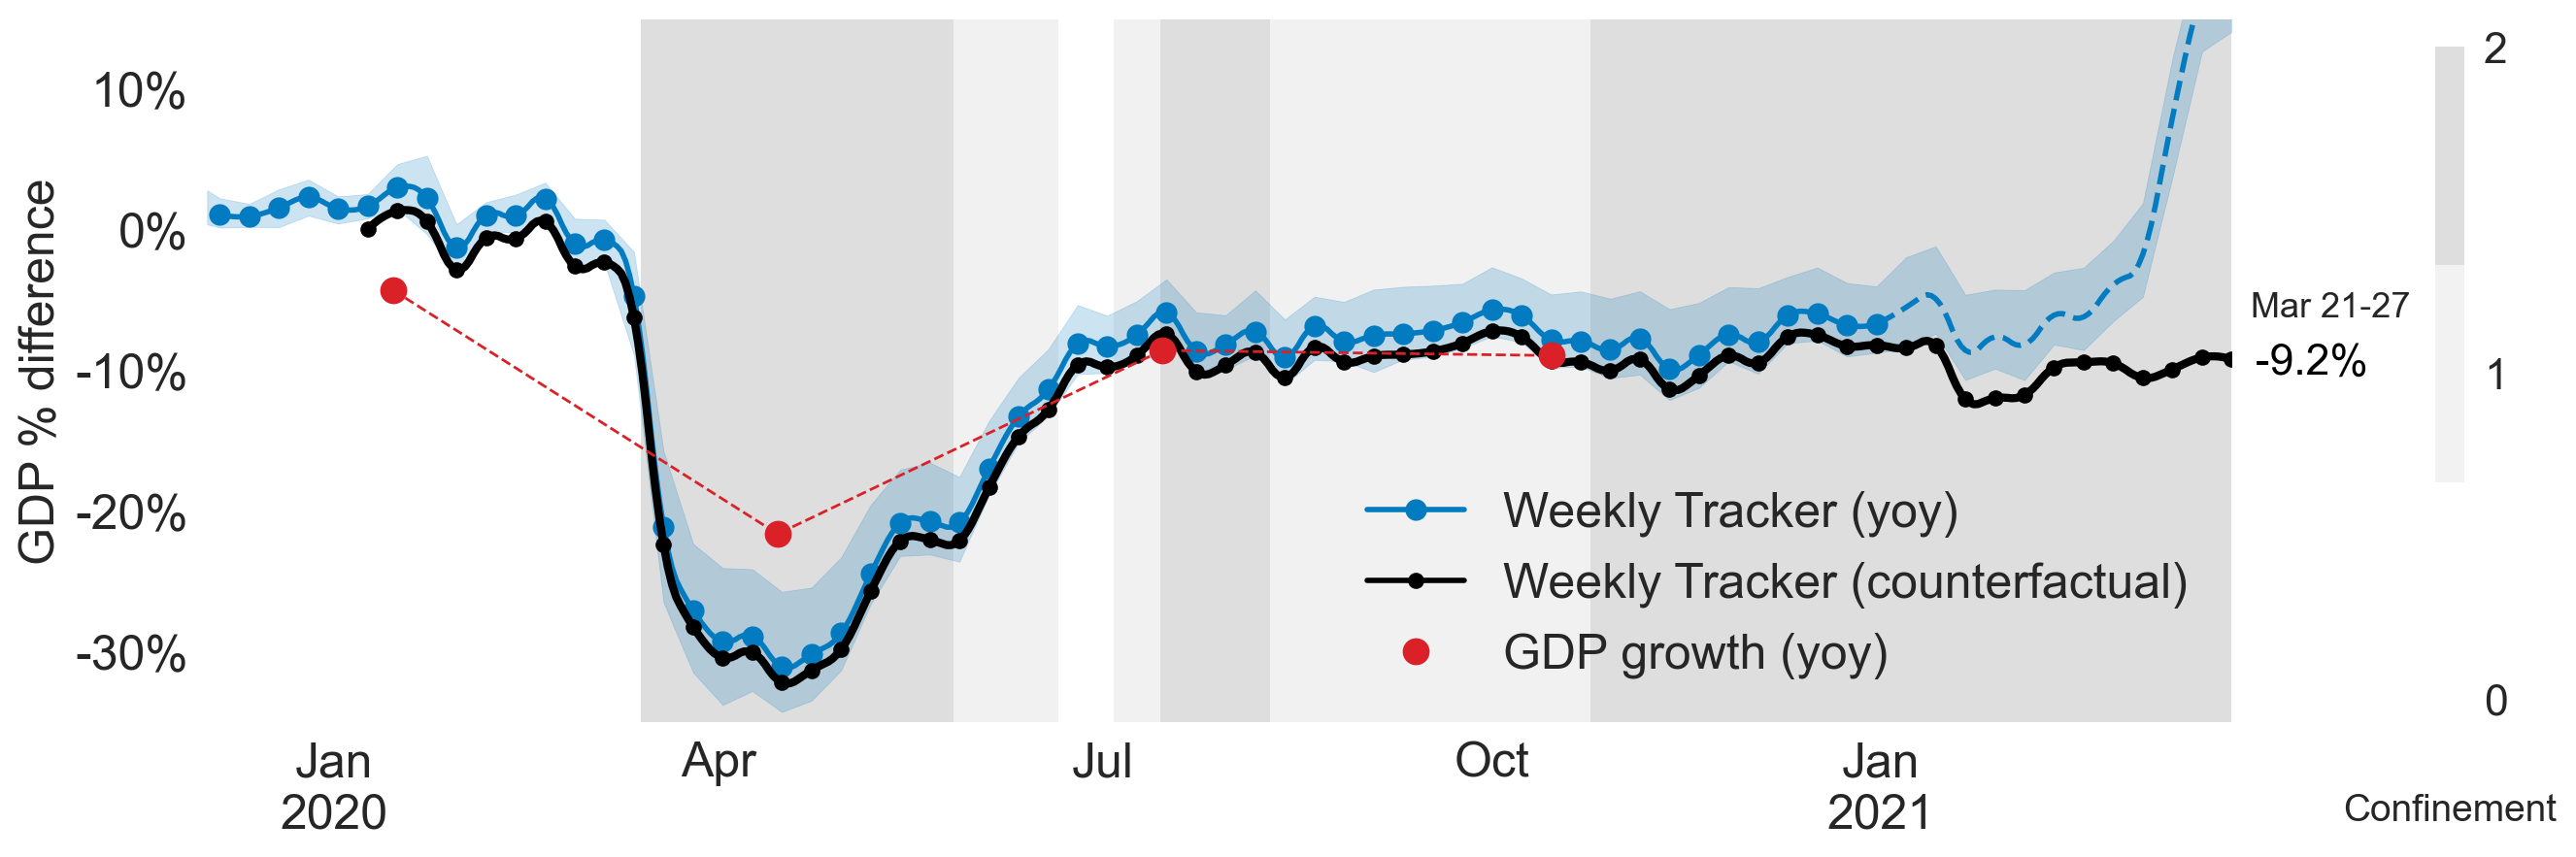 GDP % difference
10%
0%
-10%
-20%
-30%
Jan
2020
Apr
Jul
Oct
Jan
2021
Weekly Tracker (yoy)
Weekly Tracker (counterfactual)
GDP growth (yoy)
Mar 21-27
-9.2%
2
1
0
Confinement